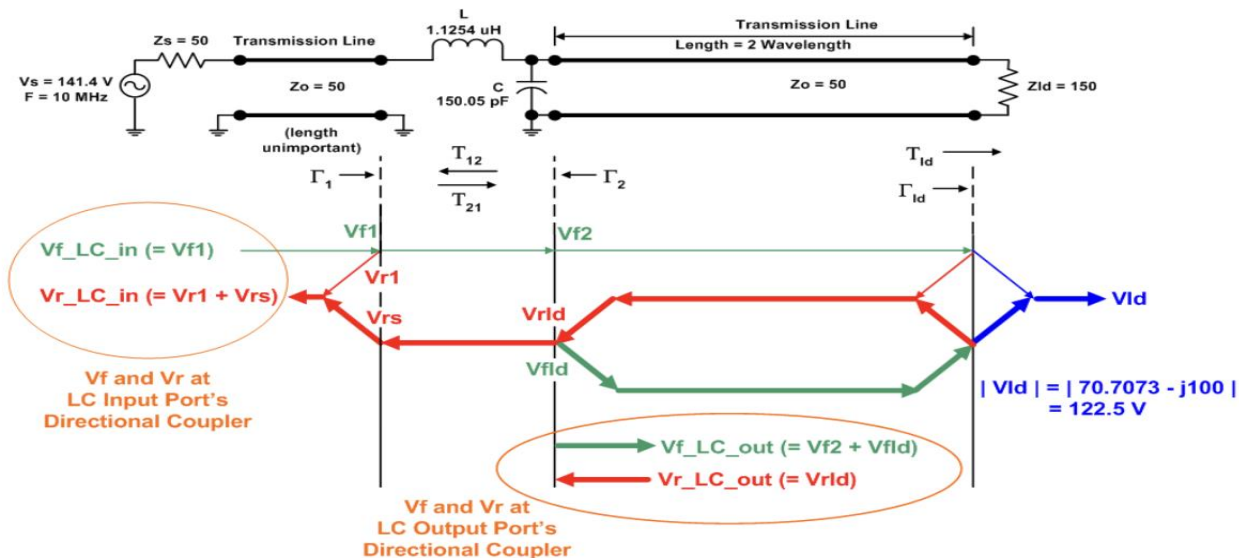 L
1.1254 uH
Transmission Line
Length = 2 Wavelength
Zs = 50
Transmission Line
Vs = 141.4 V
F = 10 MHz
Zo = 50
C
150.05 pF
Zo = 50
Zld = 150
(length
unimportant)
Γ1
T12
T21
Γ2
Tld
Γld
Vf1
Vf2
Vf_LC_in (= Vf1)
Vr1
Vr_LC_in (= Vr1 + Vrs)
Vrs
Vrld
Vld
Vfld
Vf and Vr at
LC Input Port's
Directional Coupler
| Vld | = | 70.7073 - j100 |
= 122.5 V
Vf_LC_out (= Vf2 + Vfld)
Vr_LC_out (= Vrld)
Vf and Vr at
LC Output Port's
Directional Coupler